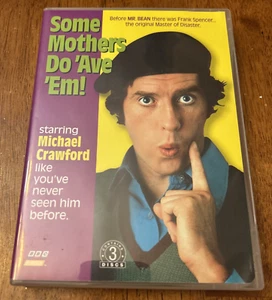 Some
Mothers
Do 'Ave
'Em!
Before MR. BEAN there was Frank Spencer...
the original Master of Disaster.
starring
Michael
Crawford
like
you've
never
seen him
before.
BBC
CONTAINS
3
DISCS